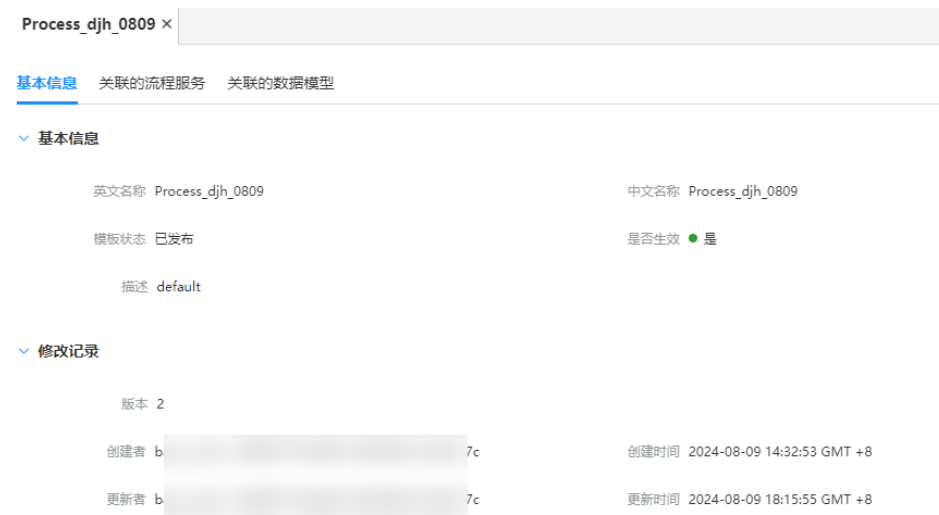 Process_djh_0809 ×
基本信息 关联的流程服务 关联的数据模型
基本信息
英文名称 Process_djh_0809 中文名称 Process_djh_0809
模板状态 已发布 是否生效 是
描述 default
修改记录
版本 2
创建者 b 7c 创建时间 2024-08-09 14:32:53 GMT +8
更新者 b 7c 更新时间 2024-08-09 18:15:55 GMT +8